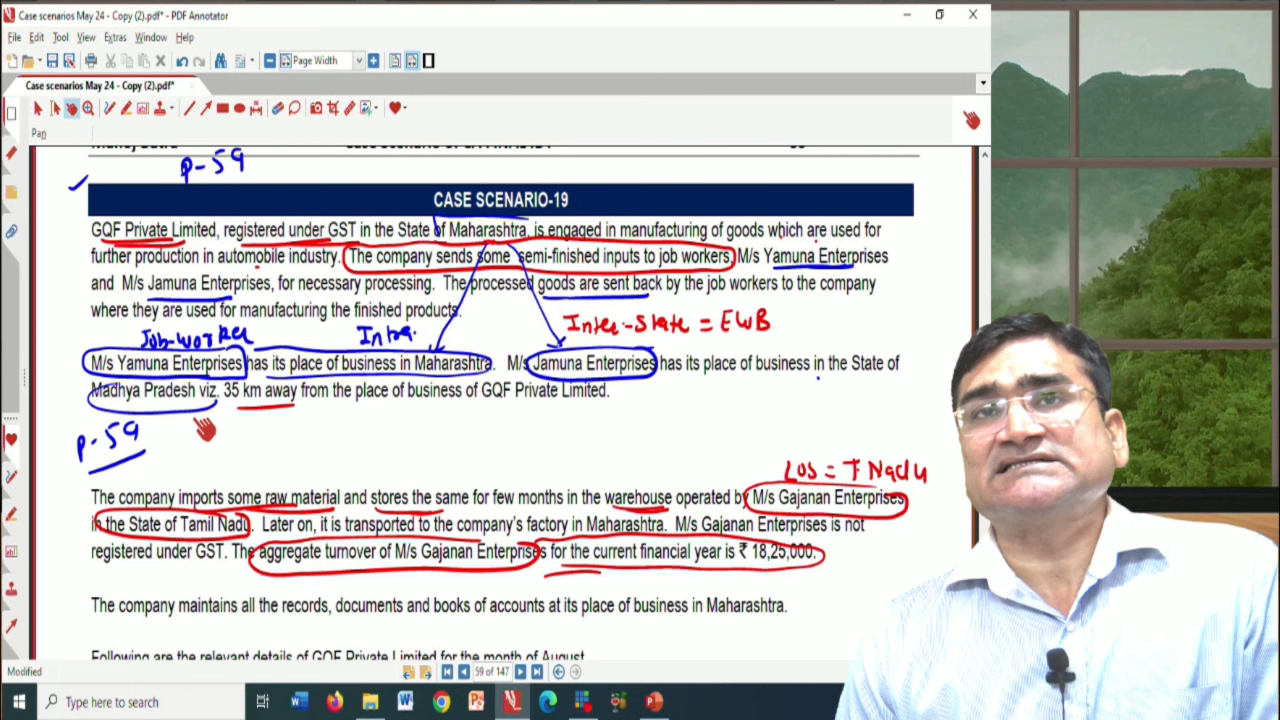 Case scenarios May 24 - Copy (2).pdf* - PDF Annotator
File Edit Tool View Extras Window Help
Page Width
Case scenarios May 24 - Copy (2).pdf*
Pan
P-59
CASE SCENARIO-19
GQF Private Limited, registered under GST in the State of Maharashtra, is engaged in manufacturing of goods which are used for
further production in automobile industry. The company sends some semi-finished inputs to job workers, M/s Yamuna Enterprises
and M/s Jamuna Enterprises, for necessary processing. The processed goods are sent back by the job workers to the company
where they are used for manufacturing the finished products.
Inter-State = EWB
Job-worker Intra.
M/s Yamuna Enterprises has its place of business in Maharashtra. M/s Jamuna Enterprises has its place of business in the State of
Madhya Pradesh viz. 35 km away from the place of business of GQF Private Limited.
P-59
LOS = T Nadu
The company imports some raw material and stores the same for few months in the warehouse operated by M/s Gajanan Enterprises
in the State of Tamil Nadu. Later on, it is transported to the company's factory in Maharashtra. M/s Gajanan Enterprises is not
registered under GST. The aggregate turnover of M/s Gajanan Enterprises for the current financial year is ₹ 18,25,000.
The company maintains all the records, documents and books of accounts at its place of business in Maharashtra.
Following are the relevant details of GQF Private Limited for the month of August
Modified
59 of 147
Type here to search